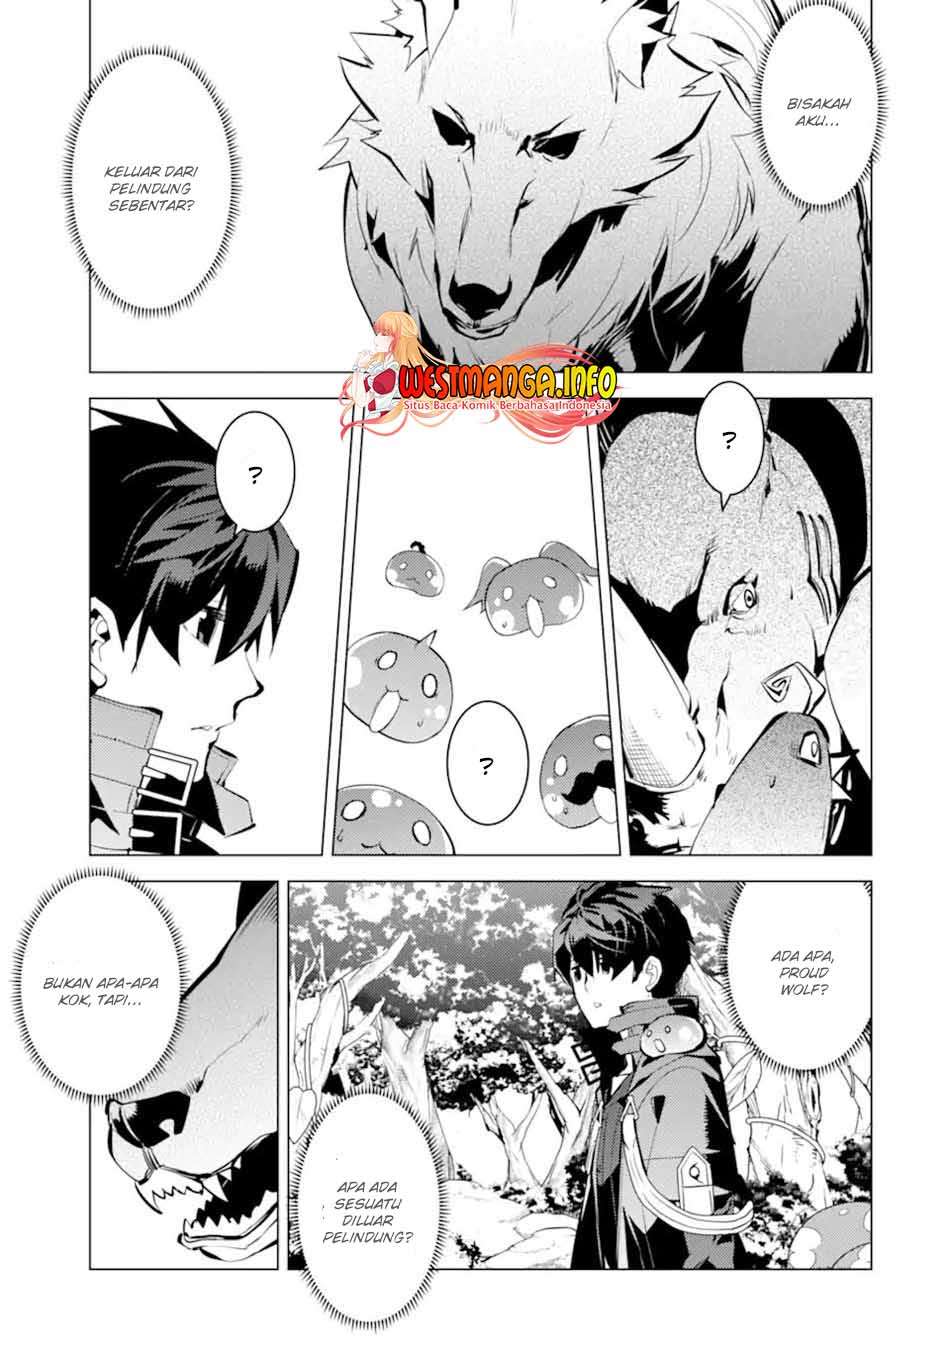 BISAKAH
AKU...
KELUAR DARI
PELINDUNG
SEBENTAR?
WESTMANGA.INFO
Situs Baca Komik Berbahasa Indonesia
?
?
?
ADA APA,
PROUD
WOLF?
APA ADA
SESUATU
DILUAR
PELINDUNG?
BUKAN APA-APA
KOK, TAPI...